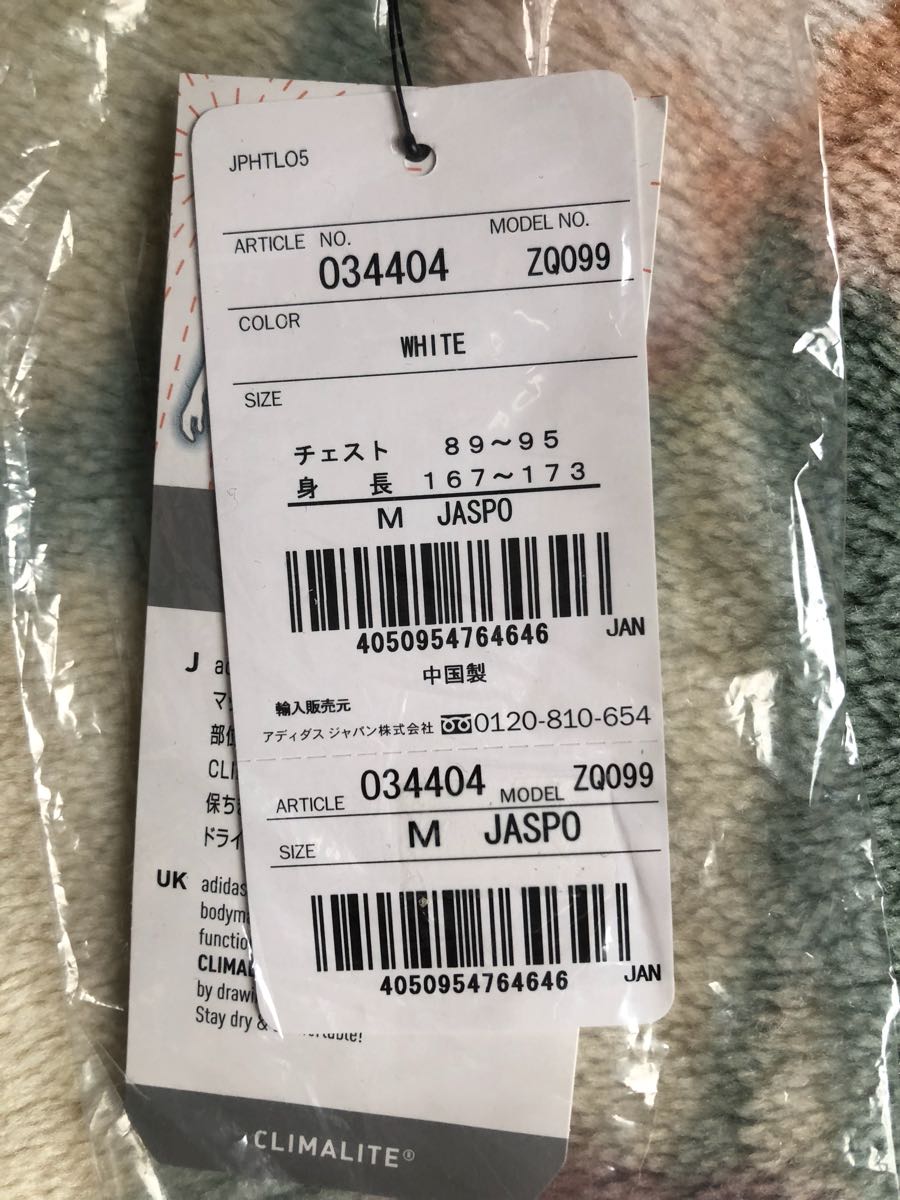 JPHTL05
ARTICLE NO. 034404 MODEL NO. ZQ099
COLOR
WHITE
SIZE
チェスト 89～95
身長 167～173
M JASPO
4050954764646 JAN
中国製
輸入販売元
アディダス ジャパン株式会社 0120-810-654
ARTICLE 034404 MODEL ZQ099
SIZE M JASPO
4050954764646 JAN
J
部位
CLI
保ち
ドライ
UK adidas
bodym
functio
CLIMAL
by drawi
Stay dry &
CLIMALITE®